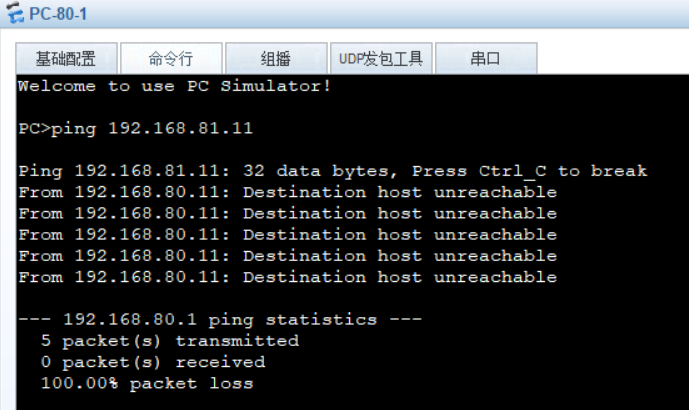 PC-80-1
基础配置 命令行 组播 UDP发包工具 串口
Welcome to use PC Simulator!
PC>ping 192.168.81.11
Ping 192.168.81.11: 32 data bytes, Press Ctrl_C to break
From 192.168.80.11: Destination host unreachable
From 192.168.80.11: Destination host unreachable
From 192.168.80.11: Destination host unreachable
From 192.168.80.11: Destination host unreachable
From 192.168.80.11: Destination host unreachable
--- 192.168.80.1 ping statistics ---
5 packet(s) transmitted
0 packet(s) received
100.00% packet loss